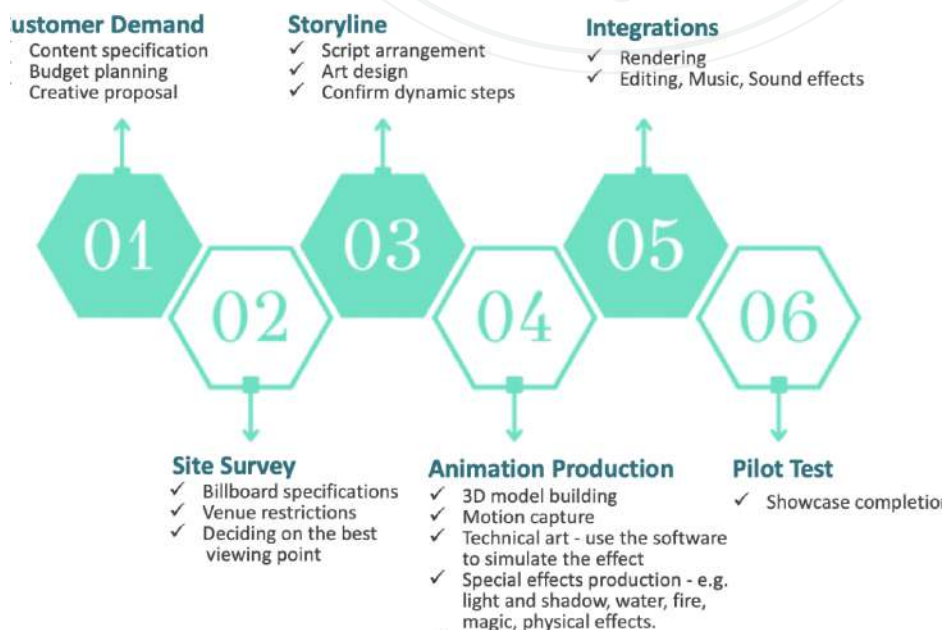 ustomer Demand
Content specification
Budget planning
Creative proposal
Storyline
✓ Script arrangement
✓ Art design
✓ Confirm dynamic steps
Integrations
✓ Rendering
✓ Editing, Music, Sound effects
01
02
03
04
05
06
Site Survey
✓ Billboard specifications
✓ Venue restrictions
✓ Deciding on the best
viewing point
Animation Production
✓ 3D model building
✓ Motion capture
✓ Technical art - use the software
to simulate the effect
✓ Special effects production - e.g.
light and shadow, water, fire,
magic, physical effects.
Pilot Test
✓ Showcase completion